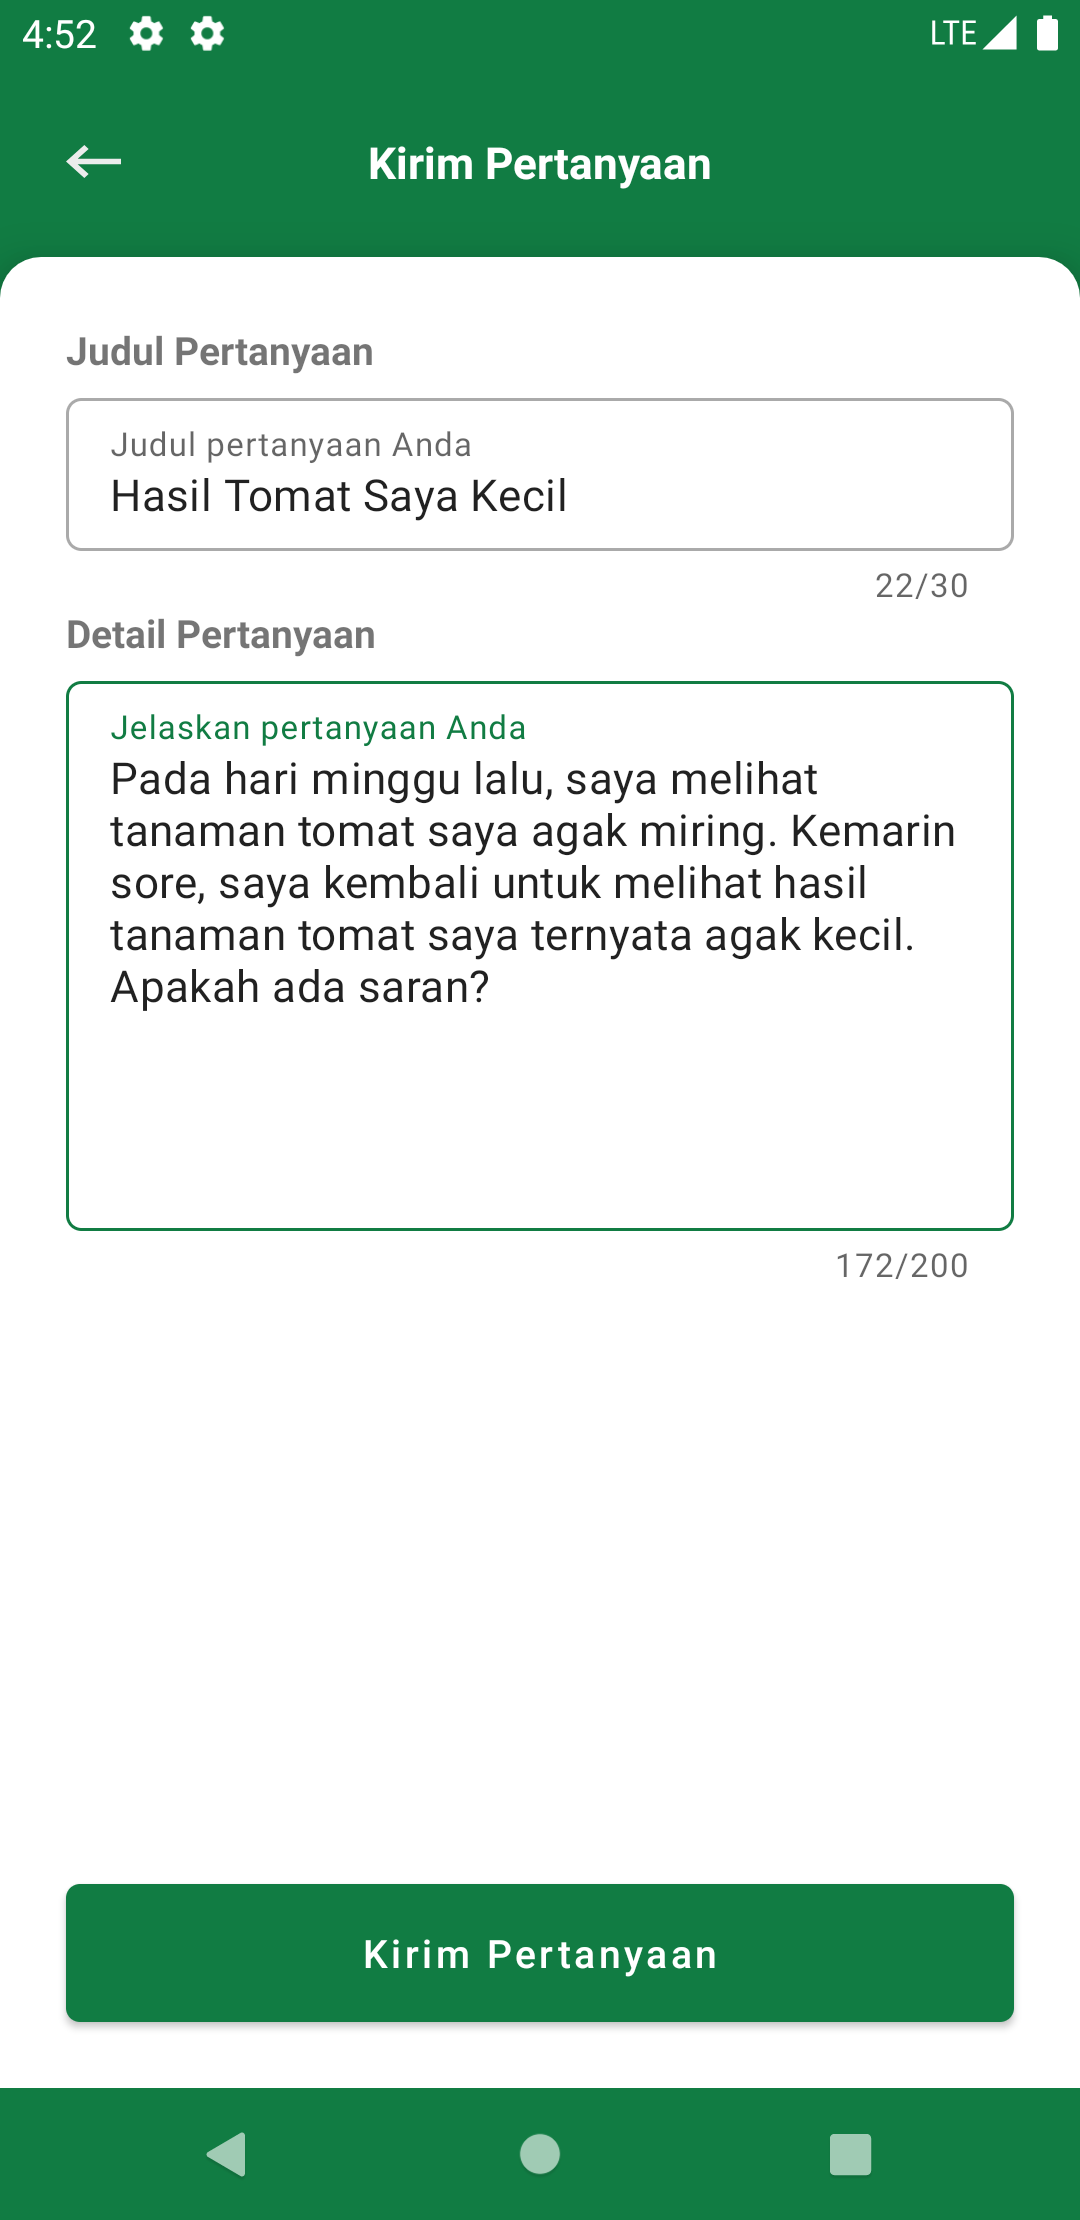 4:52
LTE
Kirim Pertanyaan
Judul Pertanyaan
Judul pertanyaan Anda
Hasil Tomat Saya Kecil
22/30
Detail Pertanyaan
Jelaskan pertanyaan Anda
Pada hari minggu lalu, saya melihat
tanaman tomat saya agak miring. Kemarin
sore, saya kembali untuk melihat hasil
tanaman tomat saya ternyata agak kecil.
Apakah ada saran?
172/200
Kirim Pertanyaan